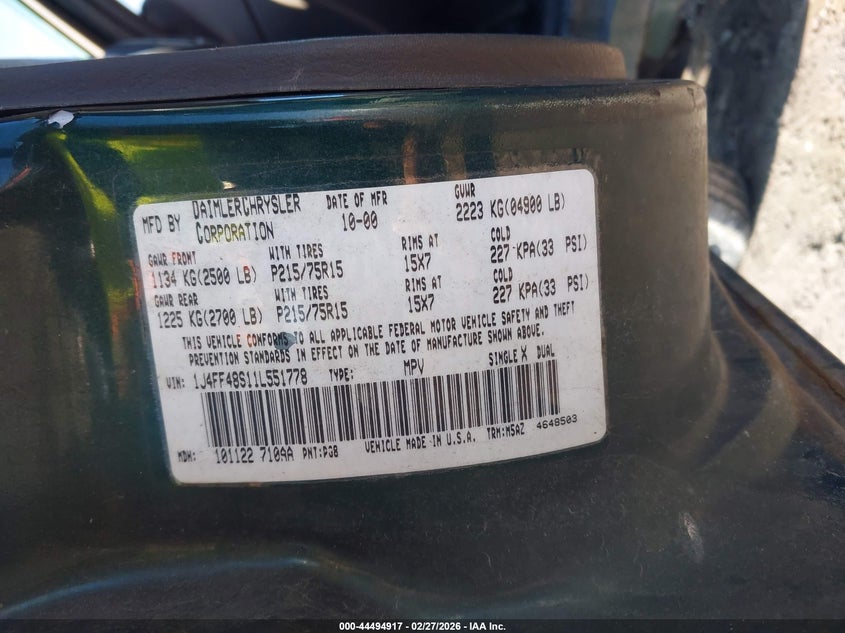 MFD BY DAIMLERCHRYSLER CORPORATION DATE OF MFR 10-00 GVWR 2223 KG(04900 LB)
GAWR FRONT WITH TIRES RIMS AT COLD
1134 KG(2500 LB) P215/75R15 15X7 227 KPA(33 PSI)
GAWR REAR WITH TIRES RIMS AT COLD
1225 KG(2700 LB) P215/75R15 15X7 227 KPA(33 PSI)
THIS VEHICLE CONFORMS TO ALL APPLICABLE FEDERAL MOTOR VEHICLE SAFETY AND THEFT
PREVENTION STANDARDS IN EFFECT ON THE DATE OF MANUFACTURE SHOWN ABOVE.
VIN: 1J4FF48S11L551778 TYPE: MPV SINGLE X DUAL
MDH: 101122 7109A PNT:PGB VEHICLE MADE IN U.S.A. TRM:M5AZ 4648503
000-44494917 | 02/27/2026 - IAA Inc.